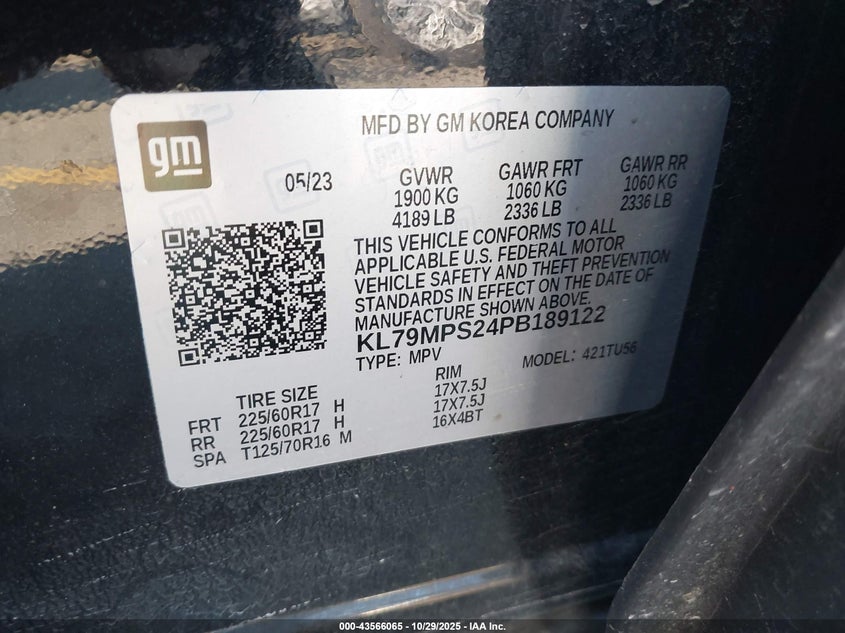 gm
MFD BY GM KOREA COMPANY
05/23
GVWR
1900 KG
4189 LB
GAWR FRT
1060 KG
2336 LB
GAWR RR
1060 KG
2336 LB
THIS VEHICLE CONFORMS TO ALL
APPLICABLE U.S. FEDERAL MOTOR
VEHICLE SAFETY AND THEFT PREVENTION
STANDARDS IN EFFECT ON THE DATE OF
MANUFACTURE SHOWN ABOVE.
KL79MPS24PB189122
TYPE: MPV MODEL: 421TU56
TIRE SIZE RIM
FRT 225/60R17 H 17X7.5J
RR 225/60R17 H 17X7.5J
SPA T125/70R16 M 16X4BT
000-43566065 - 10/29/2025 - IAA Inc.